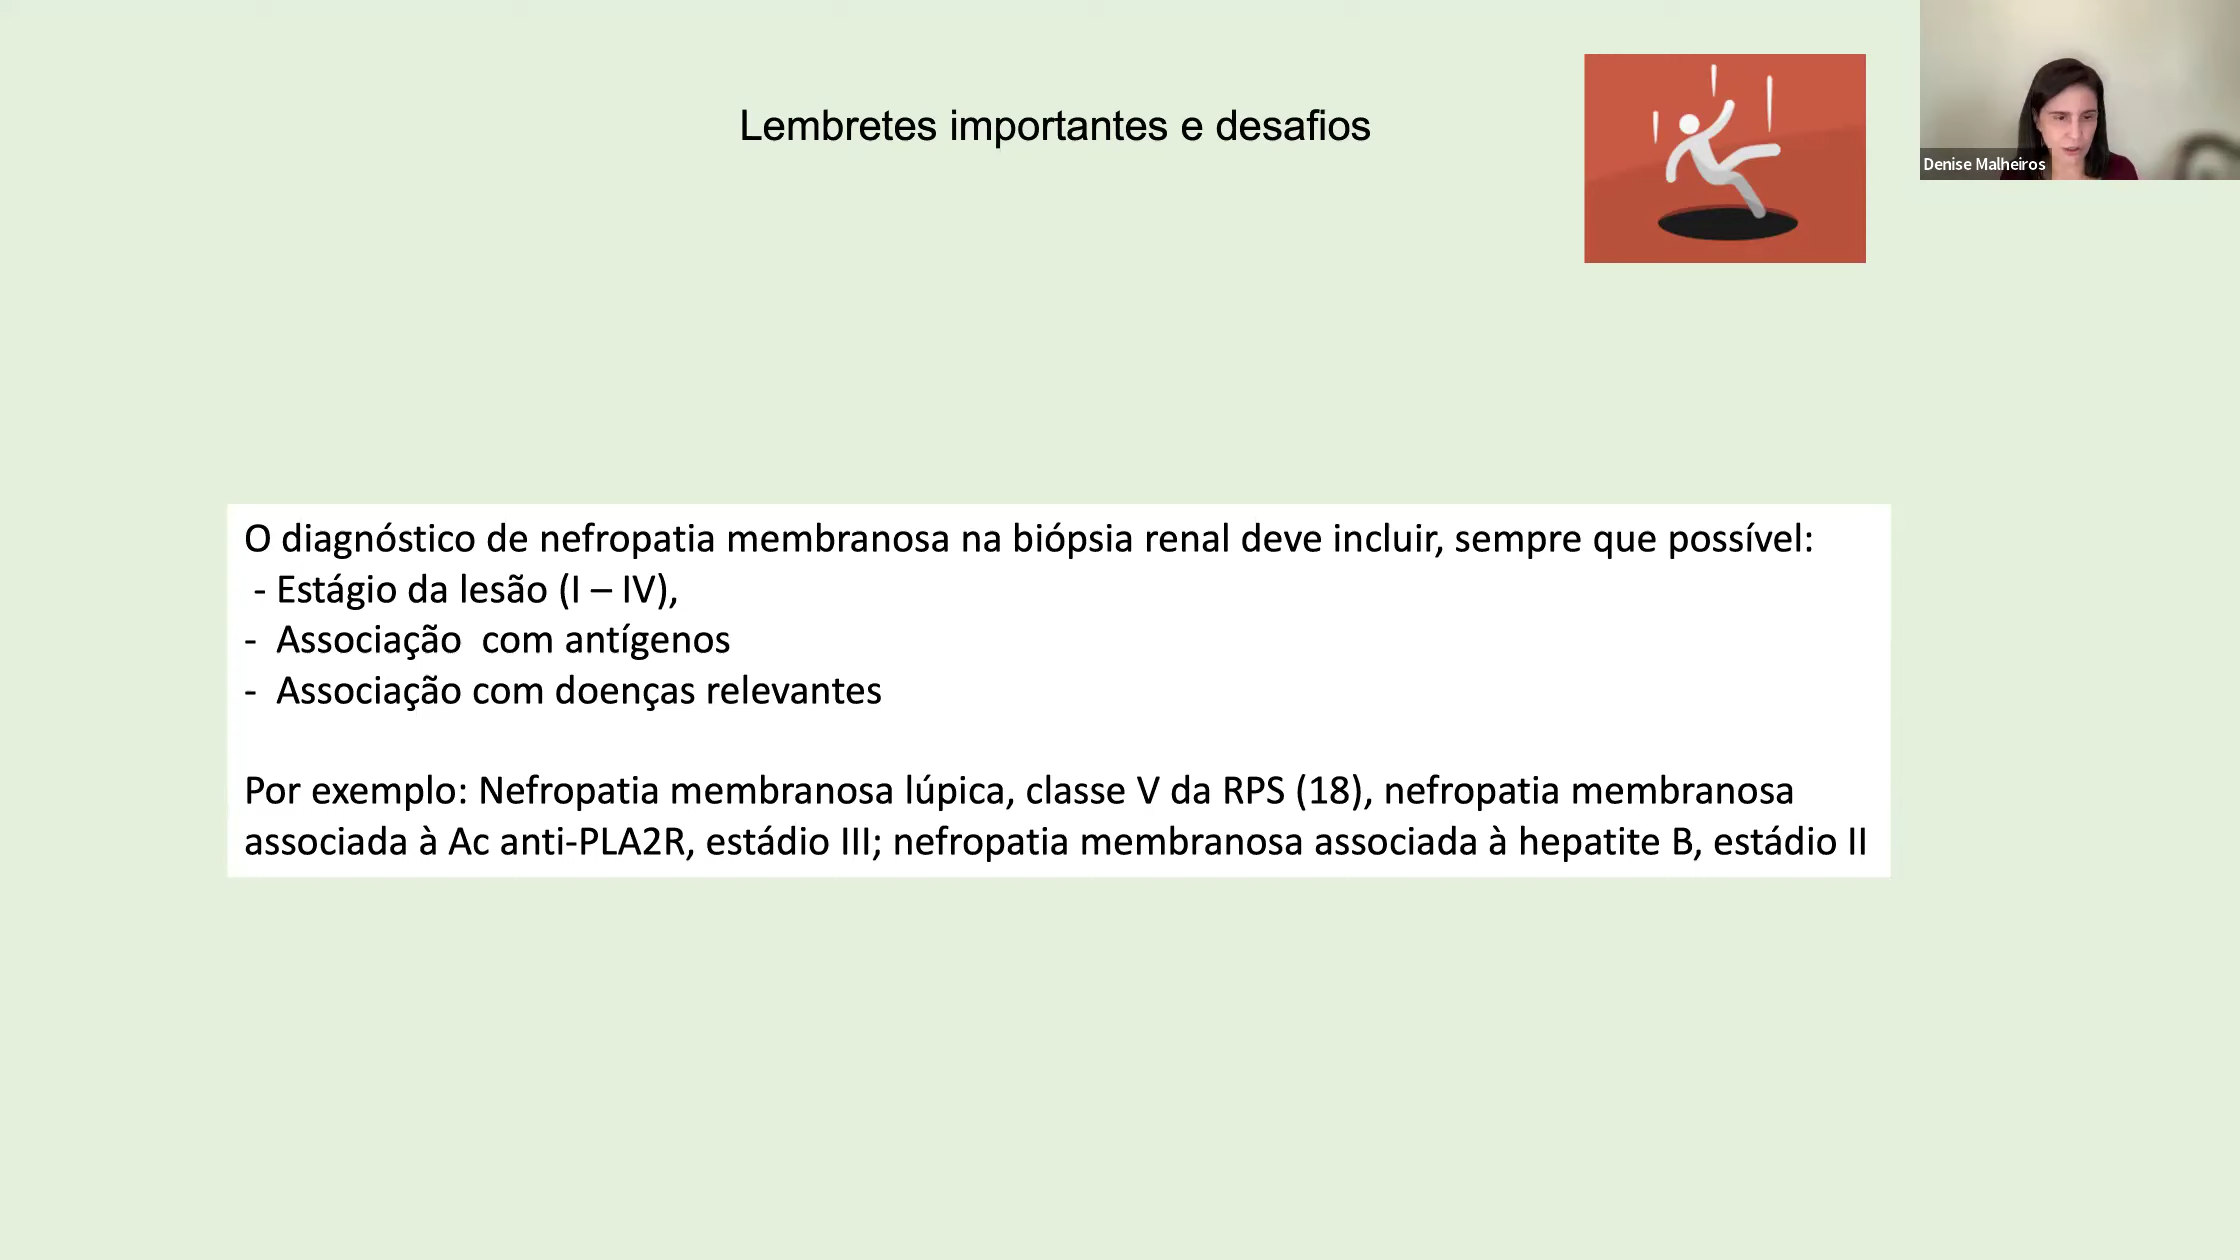 Lembretes importantes e desafios
Denise Malheiros
O diagnóstico de nefropatia membranosa na biópsia renal deve incluir, sempre que possível:
- Estágio da lesão (I – IV),
- Associação com antígenos
- Associação com doenças relevantes
Por exemplo: Nefropatia membranosa lúpica, classe V da RPS (18), nefropatia membranosa
associada à Ac anti-PLA2R, estádio III; nefropatia membranosa associada à hepatite B, estádio II